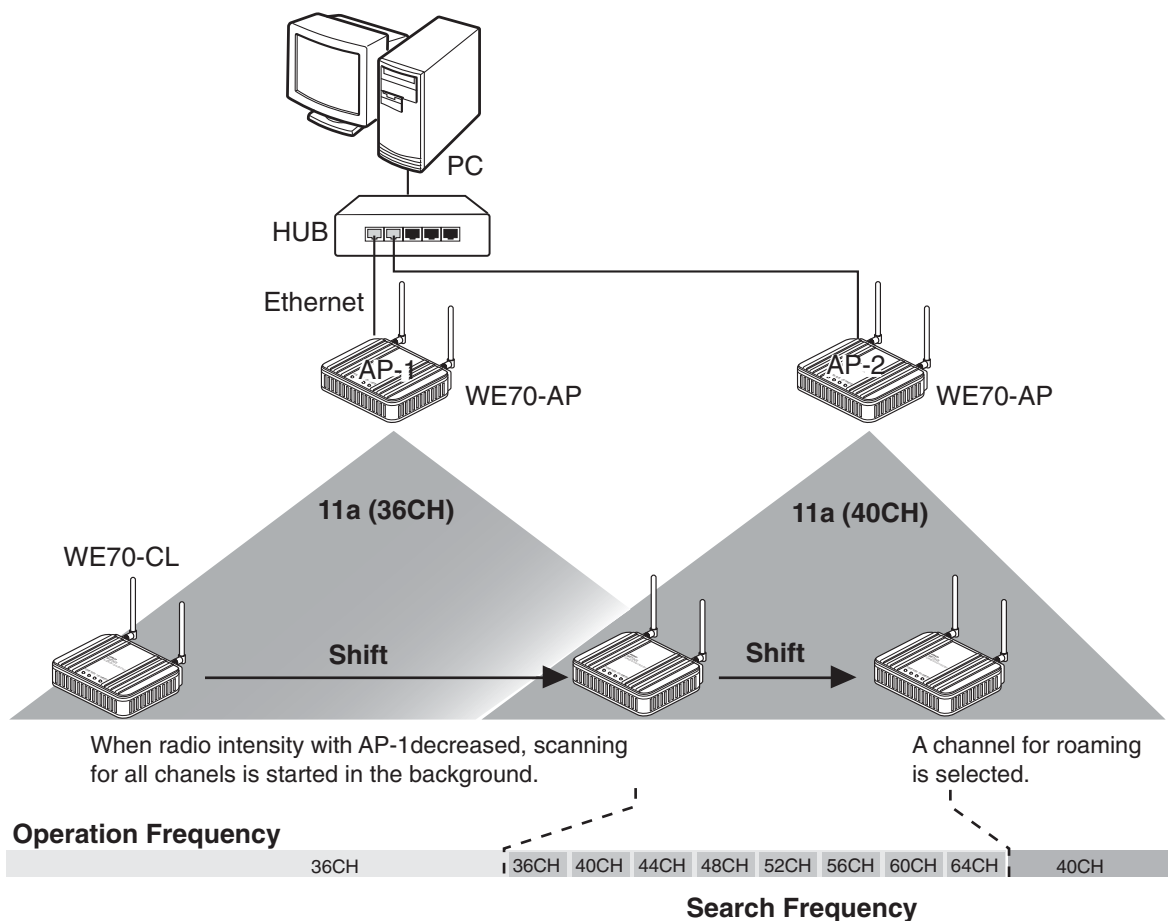 PC
HUB
Ethernet
AP-1
WE70-AP
AP-2
WE70-AP
11a (36CH)
11a (40CH)
WE70-CL
Shift
Shift
When radio intensity with AP-1decreased, scanning
for all chanels is started in the background.
A channel for roaming
is selected.
Operation Frequency
36CH
36CH 40CH 44CH 48CH 52CH 56CH 60CH 64CH
40CH
Search Frequency